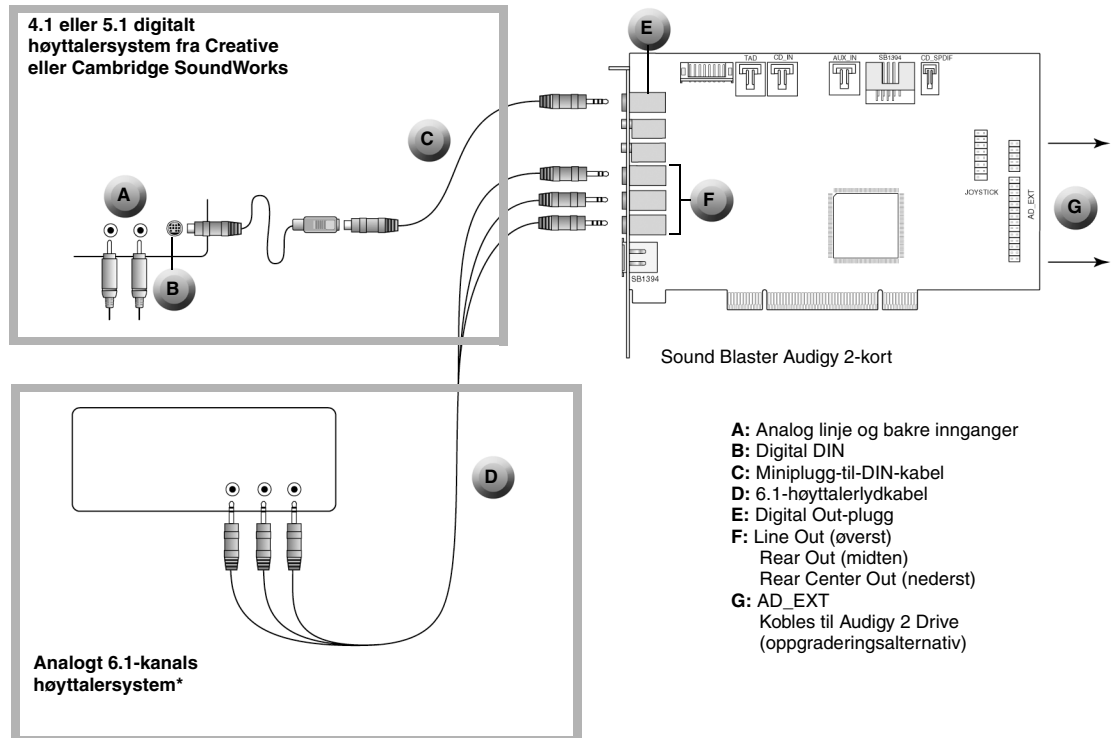 4.1 eller 5.1 digitalt
høyttalersystem fra Creative
eller Cambridge SoundWorks
E
TAD
CD_IN
AUX_IN
SB1394
CD_SPDIF
C
A
B
F
JOYSTICK
AD_EXT
G
SB1394
Sound Blaster Audigy 2-kort
D
Analogt 6.1-kanals
høyttalersystem*
A: Analog linje og bakre innganger
B: Digital DIN
C: Miniplugg-til-DIN-kabel
D: 6.1-høyttalerlydkabel
E: Digital Out-plugg
F: Line Out (øverst)
Rear Out (midten)
Rear Center Out (nederst)
G: AD_EXT
Kobles til Audigy 2 Drive
(oppgraderingsalternativ)